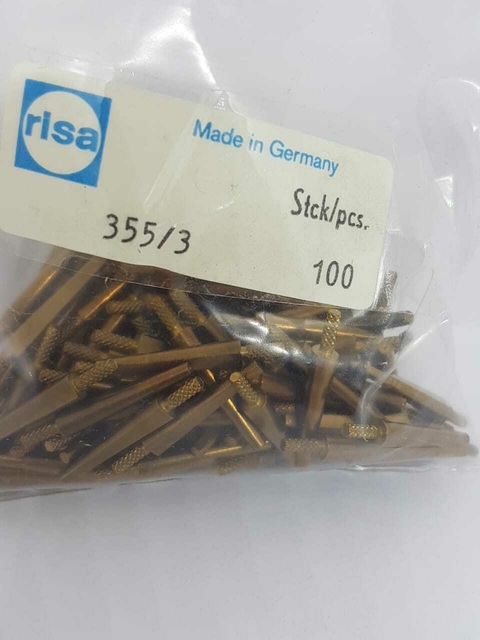 risa
Made in Germany
Stck/pcs.
355/3
100